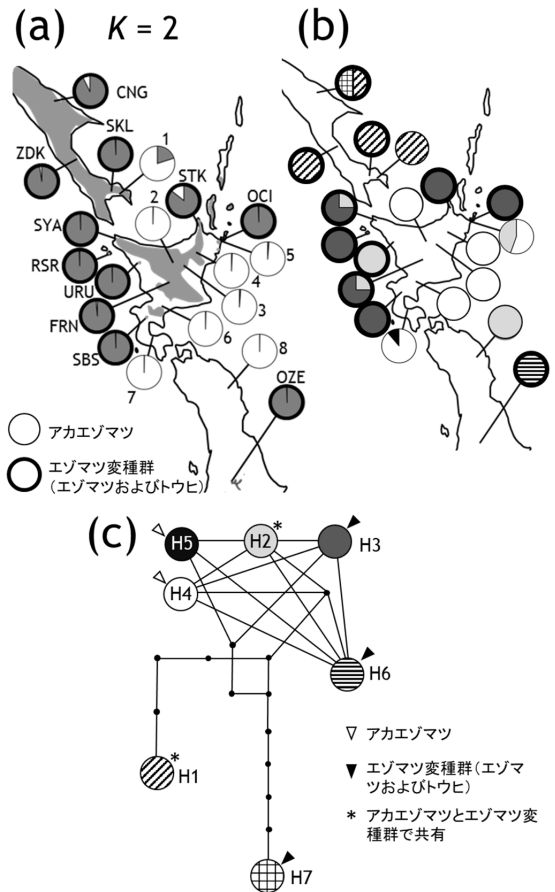 (a)
K = 2
(b)
CNG
SKL
1
ZDK
2
STK
OCI
SYA
5
RSR
4
URU
3
FRN
6
8
SBS
7
OZE
アカエゾマツ
エゾマツ変種群
（エゾマツおよびトウヒ）
(c)
H5
H2
*
H3
H4
H6
アカエゾマツ
*
H1
エゾマツ変種群（エゾマ
ツおよびトウヒ）
* アカエゾマツとエゾマツ変
種群で共有
H7